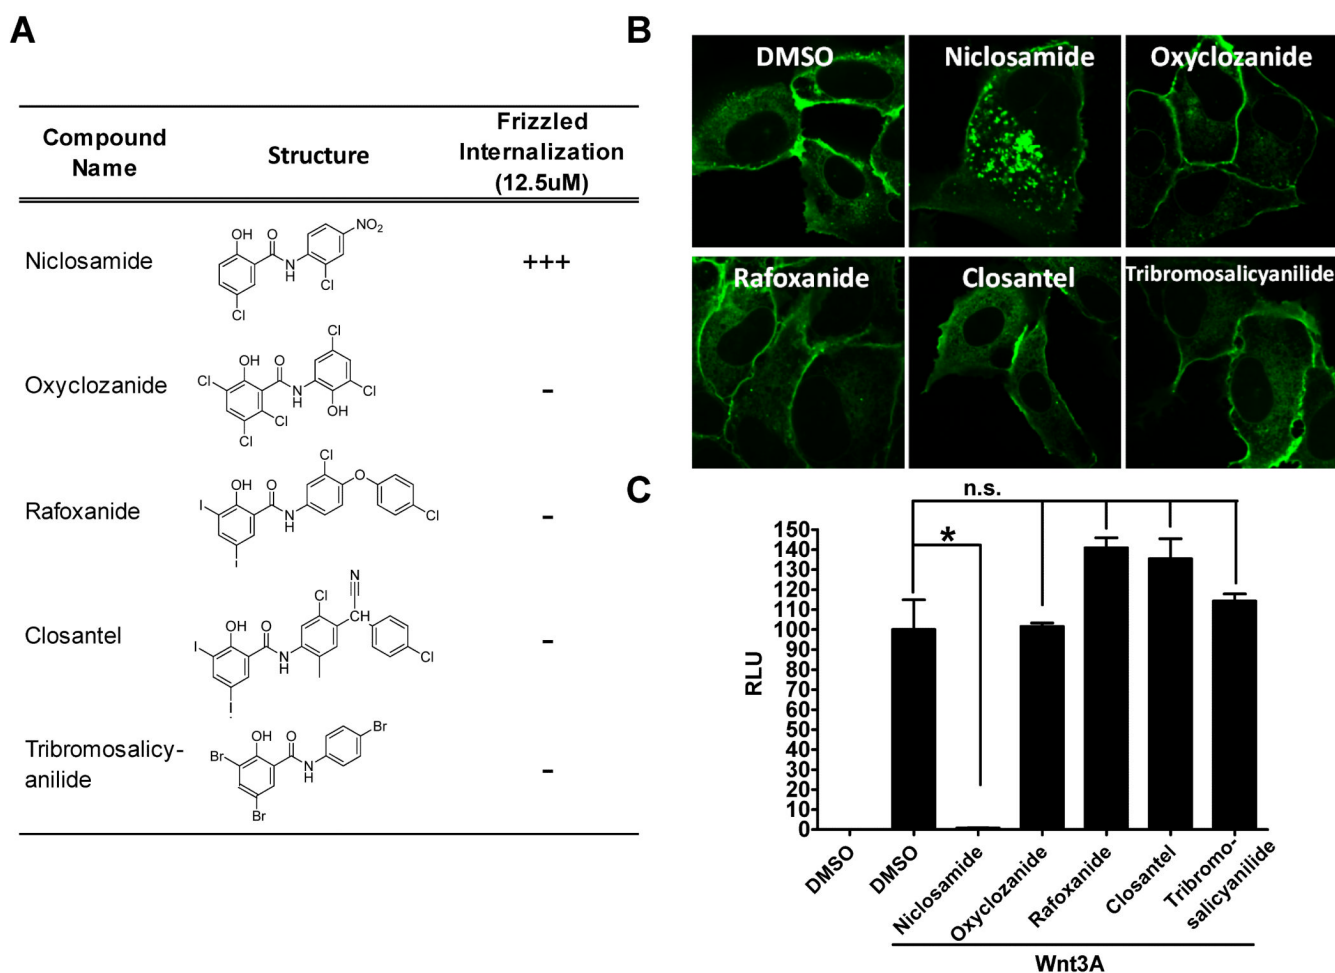 A
Compound Name
Structure
Frizzled Internalization (12.5uM)
Niclosamide
OH
O
N
H
NO2
Cl
Cl
+++
Oxyclozanide
OH
O
Cl
N
H
Cl
Cl
OH
Cl
Cl
-
Rafoxanide
OH
O
I
N
H
Cl
O
Cl
I
-
Closantel
N
Cl
CH
OH
O
I
N
H
Cl
I
-
Tribromosalicy-
anilide
OH
O
Br
N
H
Br
Br
-
B
DMSO
Niclosamide
Oxyclozanide
Rafoxanide
Closantel
Tribromosalicyanilide
C
n.s.
*
RLU
150
140
130
120
110
100
90
80
70
60
50
40
30
20
10
0
DMSO
DMSO
Niclosamide
Oxyclozanide
Rafoxanide
Closantel
Tribromo-
salicyanilide
Wnt3A